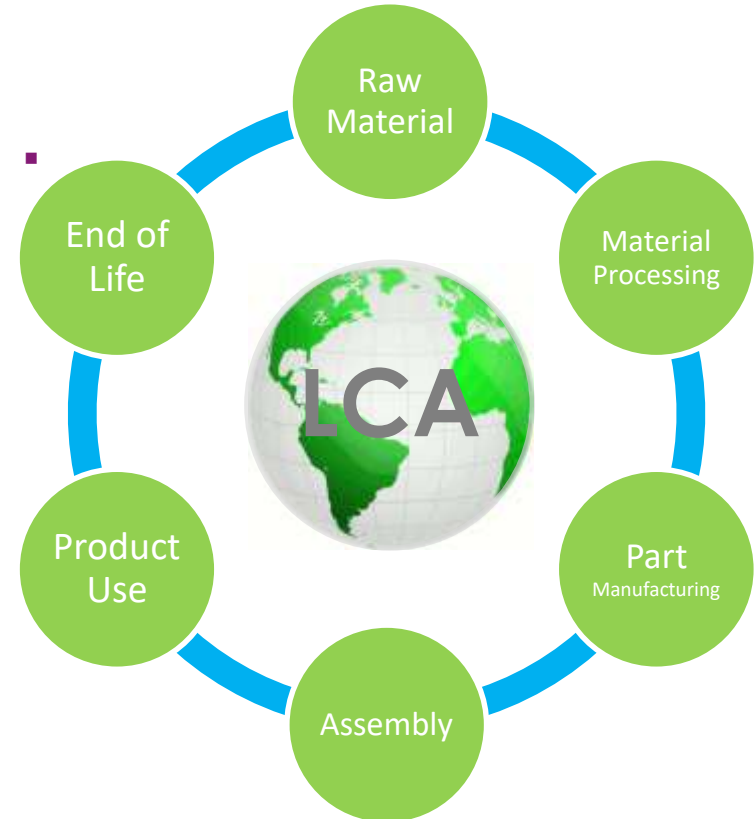 Raw
Material
Material
Processing
Part
Manufacturing
Assembly
Product
Use
End of
Life
LCA